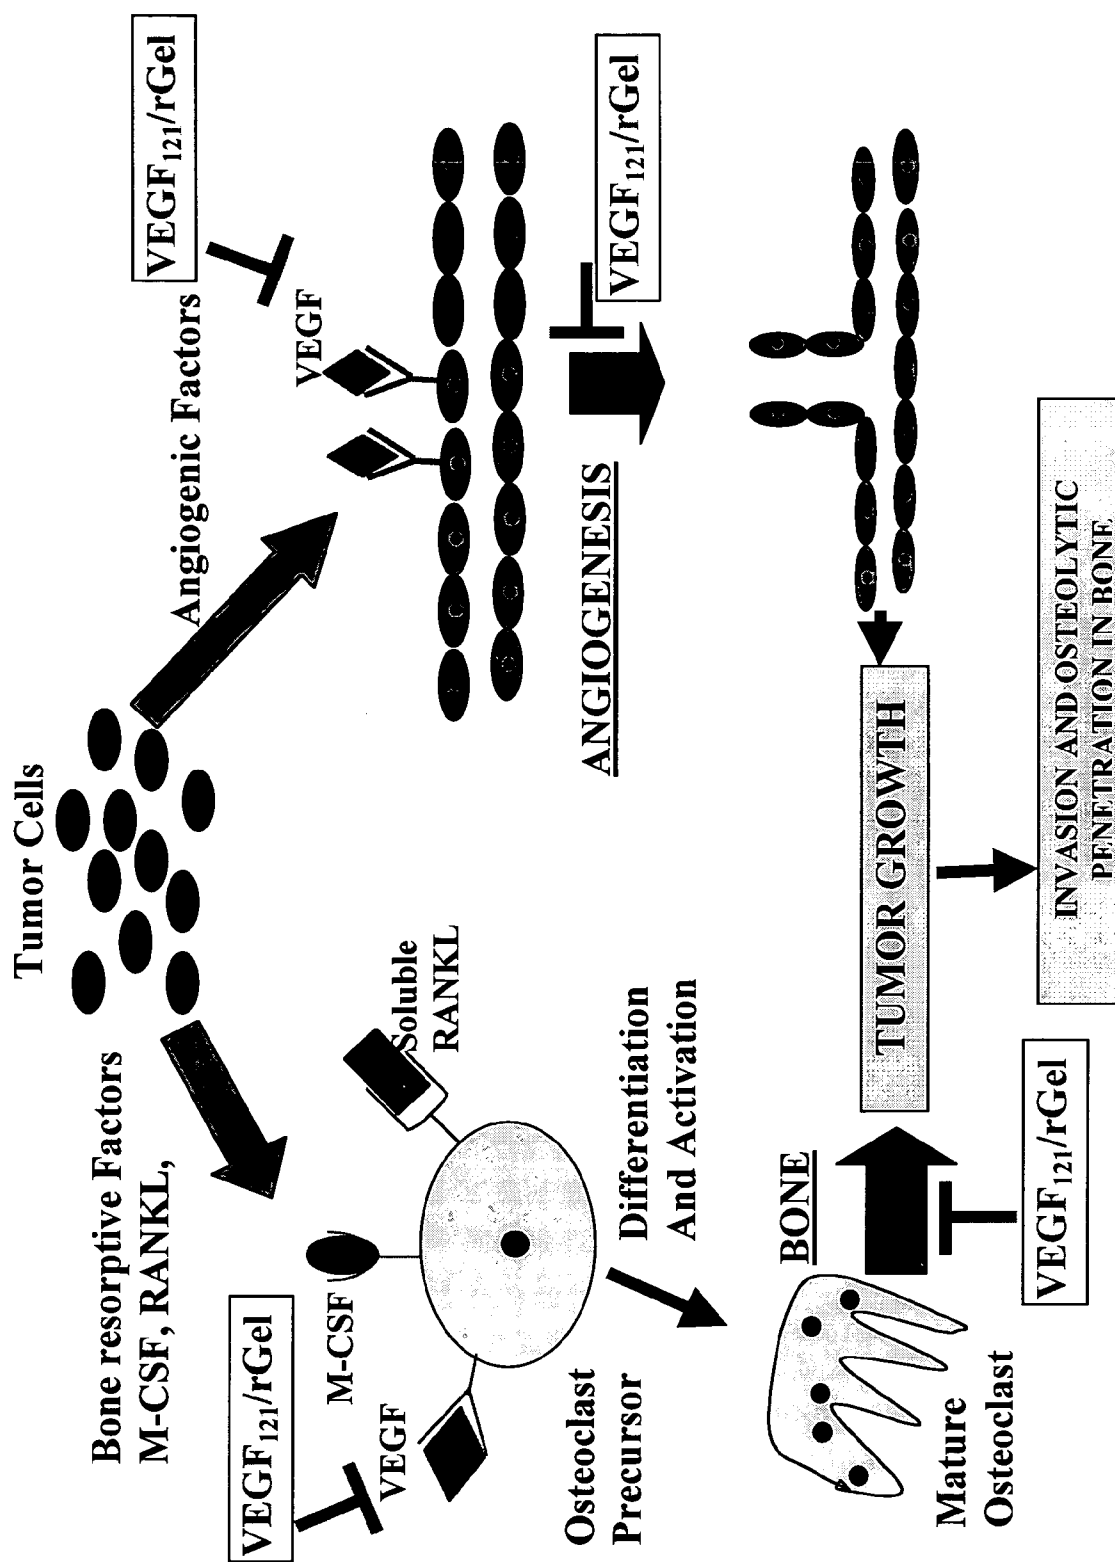 Tumor Cells
Bone resorptive Factors
M-CSF, RANKL,
Angiogenic Factors
VEGF121/rGel
VEGF121/rGel
VEGF
M-CSF
Soluble
RANKL
VEGF
Osteoclast
Precursor
Differentiation
And Activation
ANGIOGENESIS
VEGF121/rGel
BONE
Mature
Osteoclast
VEGF121/rGel
TUMOR GROWTH
INVASION AND OSTEOLYTIC
PENETRATION IN BONE